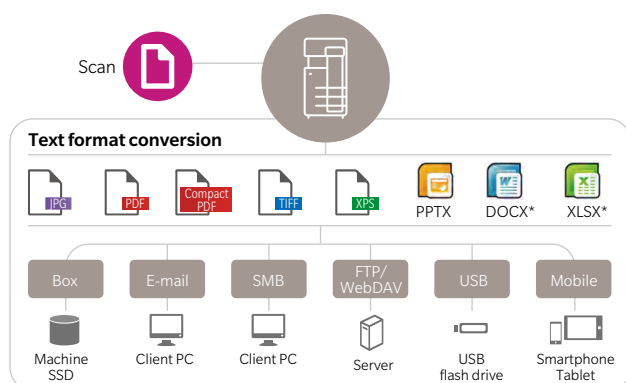 Scan
Text format conversion
JPG
PDF
Compact
PDF
TIFF
XPS
PPTX
DOCX*
XLSX*
Box
E-mail
SMB
FTP/
WebDAV
USB
Mobile
Machine
SSD
Client PC
Client PC
Server
USB
flash drive
Smartphone
Tablet